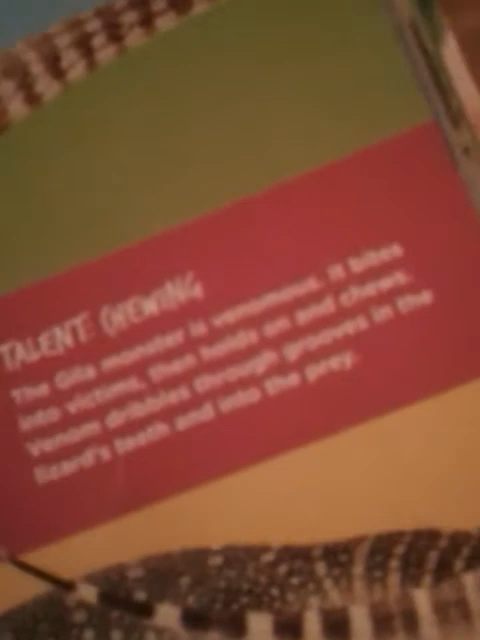 TALENT: CHEWING
The Gila monster is venomous. It bites
into victims, then holds on and chews.
Venom dribbles through grooves in the
lizard's teeth and into the prey.